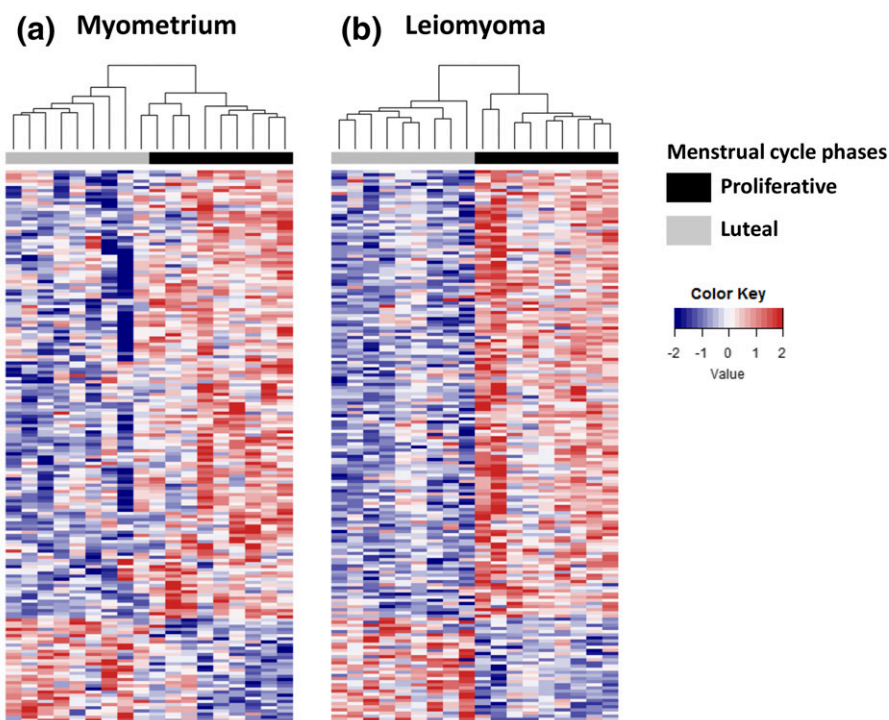 (a) Myometrium
(b) Leiomyoma
Menstrual cycle phases
Proliferative
Luteal
Color Key
-2 -1 0 1 2
Value